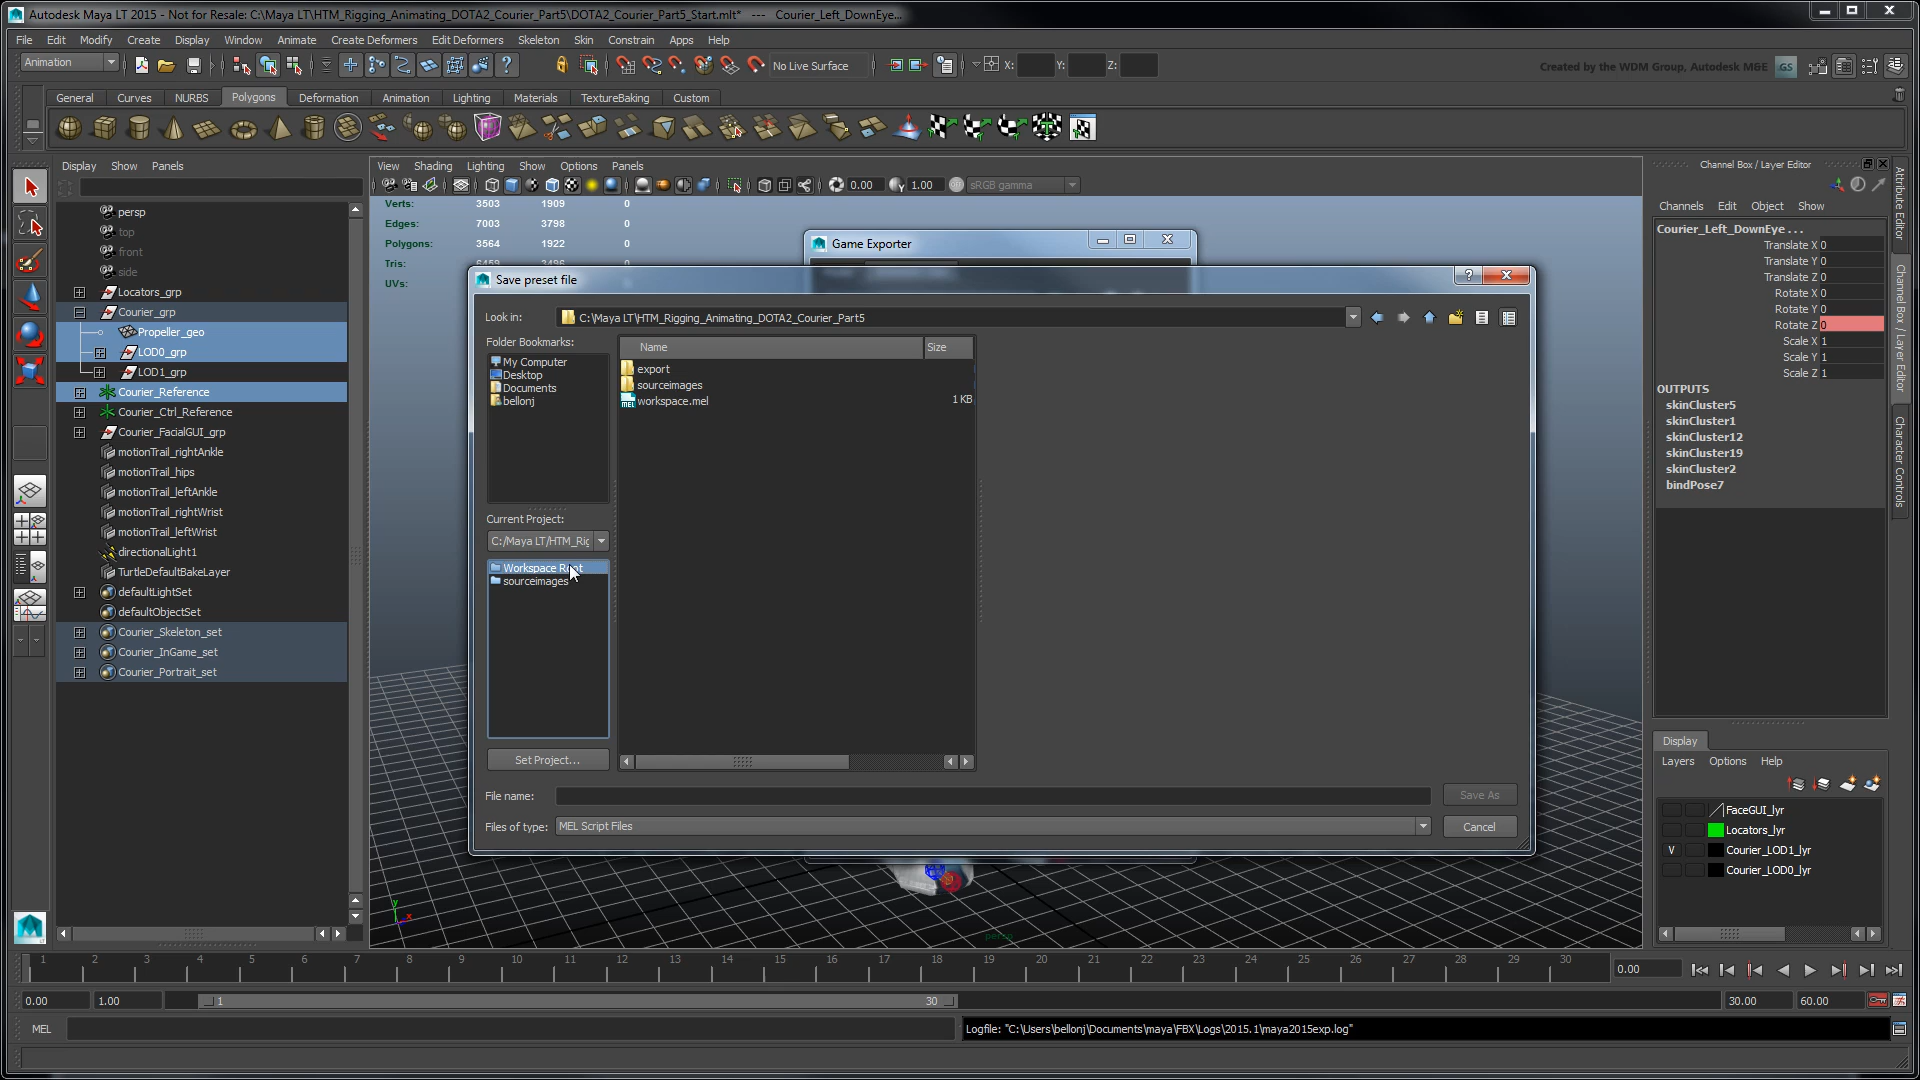 Autodesk Maya LT 2015 - Not for Resale: C:\Maya LT\HTM_Rigging_Animating_DOTA2_Courier_Part5\DOTA2_Courier_Part5_Start.mlt* --- Courier_Left_DownEye...
File Edit Modify Create Display Window Animate Create Deformers Edit Deformers Skeleton Skin Constrain Apps Help
Animation No Live Surface X: Y: Z: Created by the WDM Group, Autodesk M&E GS
General Curves NURBS Polygons Deformation Animation Lighting Materials TextureBaking Custom
Display Show Panels
View Shading Lighting Show Options Panels
0.00 1.00 sRGB gamma
Verts: 3503 1909 0
Edges: 7003 3798 0
Polygons: 3564 1922 0
Tris: 0
UVs:
persp
top
front
side
Locators_grp
Courier_grp
Propeller_geo
LOD0_grp
LOD1_grp
Courier_Reference
Courier_Ctrl_Reference
Courier_FacialGUI_grp
motionTrail_rightAnkle
motionTrail_hips
motionTrail_leftAnkle
motionTrail_rightWrist
motionTrail_leftWrist
directionalLight1
TurtleDefaultBakeLayer
defaultLightSet
defaultObjectSet
Courier_Skeleton_set
Courier_InGame_set
Courier_Portrait_set
Game Exporter
Save preset file
Look in: C:\Maya LT\HTM_Rigging_Animating_DOTA2_Courier_Part5
Folder Bookmarks:
My Computer
Desktop
Documents
bellonj
Name Size
export
sourceimages
workspace.mel 1 KB
Current Project:
C:/Maya LT/HTM_Rig
Workspace Root
sourceimages
Set Project...
File name: Save As
Files of type: MEL Script Files Cancel
persp
y
x
Channel Box / Layer Editor
Channels Edit Object Show
Courier_Left_DownEye . . .
Translate X 0
Translate Y 0
Translate Z 0
Rotate X 0
Rotate Y 0
Rotate Z 0
Scale X 1
Scale Y 1
Scale Z 1
OUTPUTS
skinCluster5
skinCluster1
skinCluster12
skinCluster19
skinCluster2
bindPose7
Attribute Editor
Channel Box / Layer Editor
Character Controls
Display
Layers Options Help
FaceGUI_lyr
Locators_lyr
V Courier_LOD1_lyr
Courier_LOD0_lyr
1 2 3 4 5 6 7 8 9 10 11 12 13 14 15 16 17 18 19 20 21 22 23 24 25 26 27 28 29 30 0.00
0.00 1.00 1 30 30.00 60.00
MEL Logfile: "C:\Users\bellonj\Documents\maya\FBX\Logs\2015.1\maya2015exp.log"